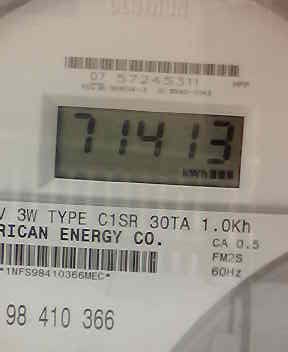 07 57245311
71413
kWh
V 3W TYPE C1SR 30TA 1.0Kh
RICAN ENERGY CO.
CA 0.5
FM2S
60Hz
*1NFS98410366MEC*
98 410 366